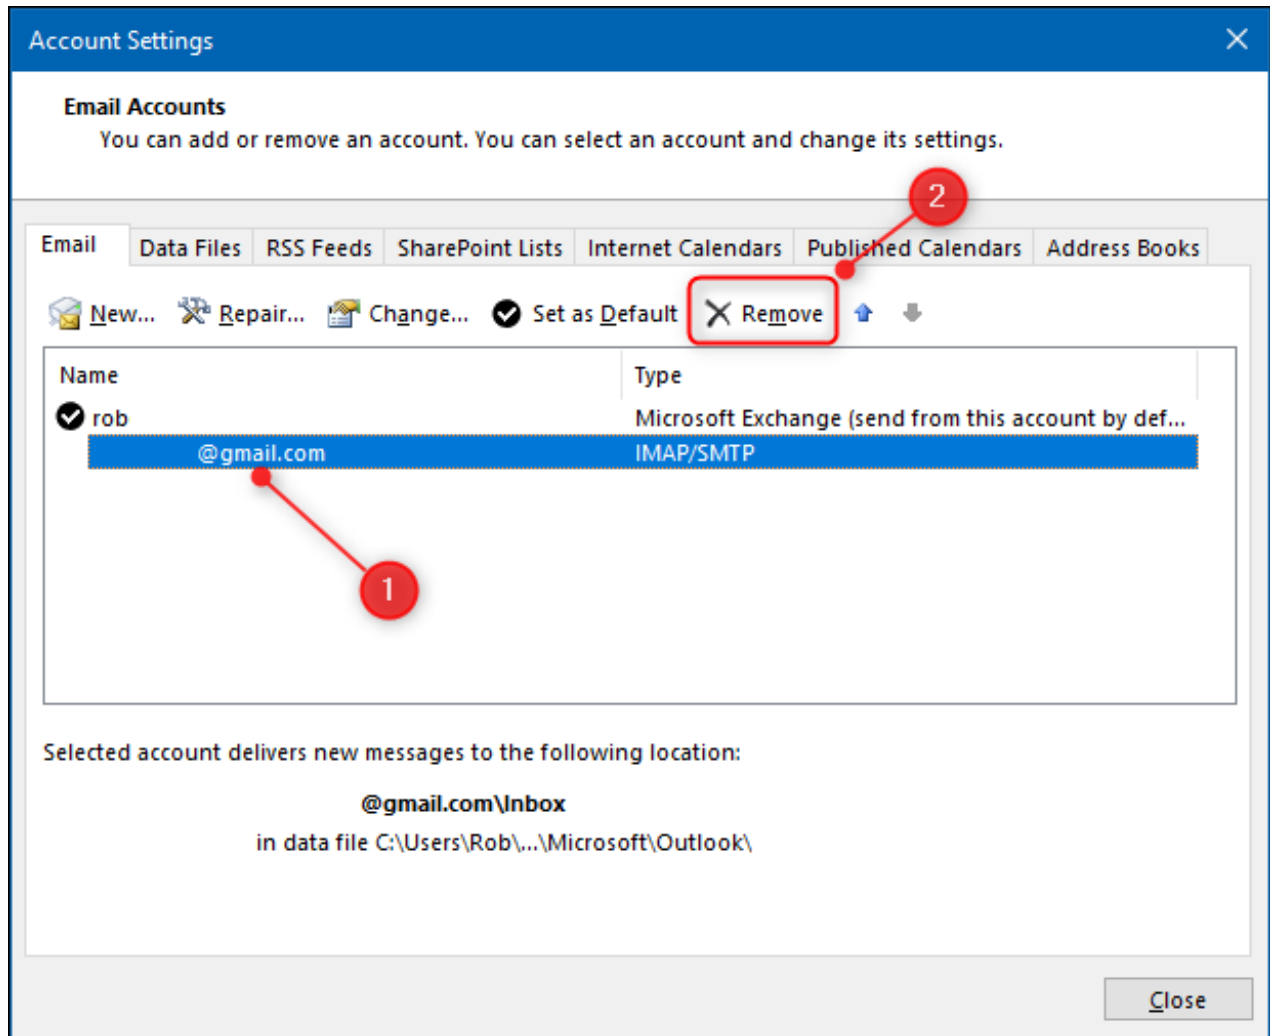 Account Settings
Email Accounts
You can add or remove an account. You can select an account and change its settings.
2
Email Data Files RSS Feeds SharePoint Lists Internet Calendars Published Calendars Address Books
New... Repair... Change... Set as Default Remove
Name Type
rob Microsoft Exchange (send from this account by def...
@gmail.com IMAP/SMTP
1
Selected account delivers new messages to the following location:
@gmail.com\Inbox
in data file C:\Users\Rob\...\Microsoft\Outlook\
Close